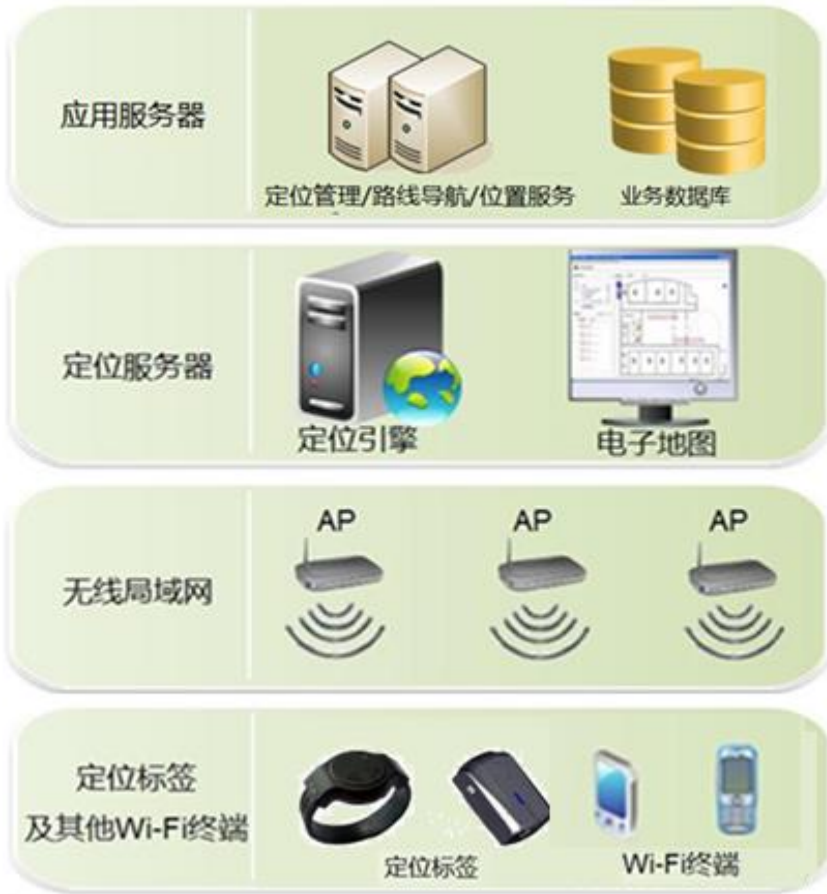 应用服务器
定位管理/路线导航/位置服务
业务数据库
定位服务器
定位引擎
电子地图
无线局域网
AP
AP
AP
定位标签
及其他Wi-Fi终端
定位标签
Wi-Fi终端